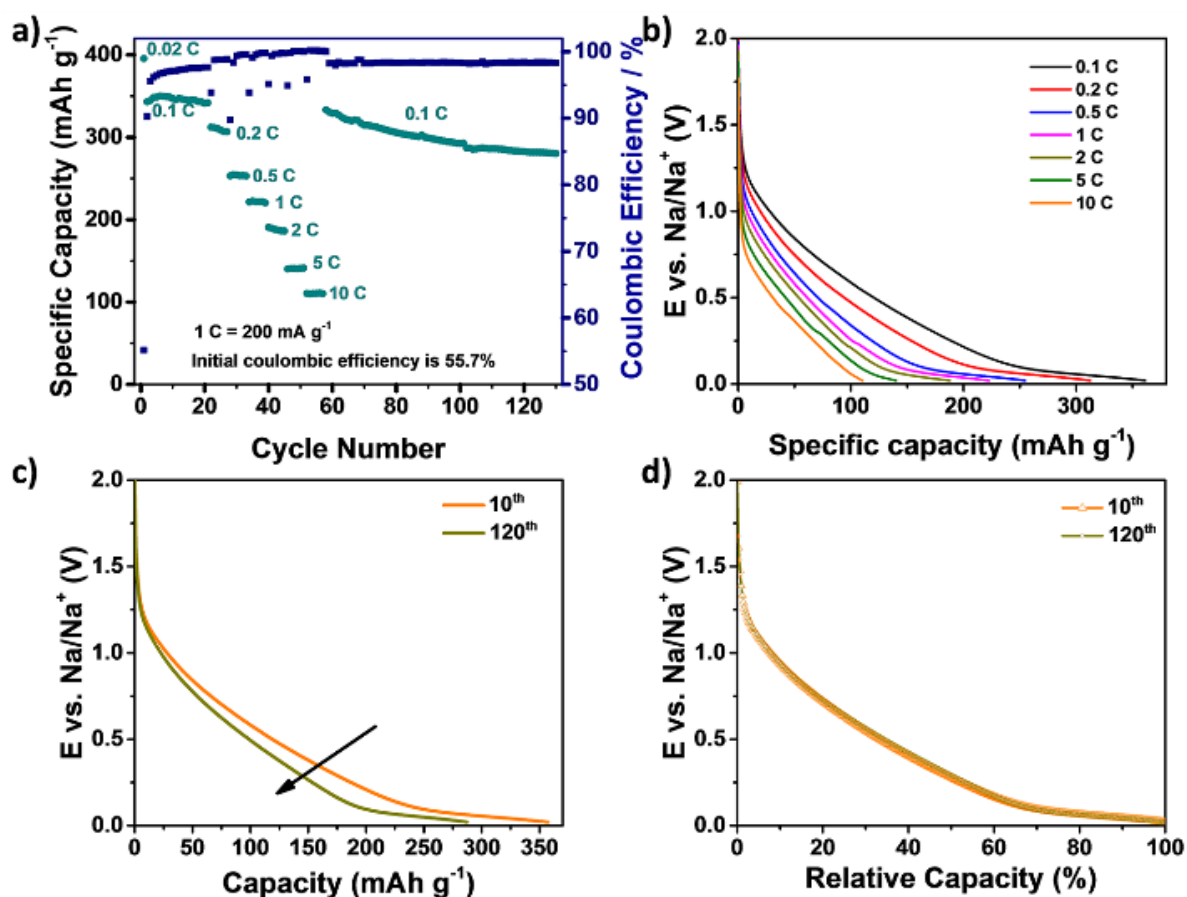 a)
Specific Capacity (mAh g⁻¹)
400
300
200
100
0
0.02 C
0.1 C
0.2 C
0.5 C
1 C
2 C
5 C
10 C
0.1 C
1 C = 200 mA g⁻¹
Initial coulombic efficiency is 55.7%
100
90
80
70
60
50
Coulombic Efficiency / %
0 20 40 60 80 100 120
Cycle Number
b)
E vs. Na/Na⁺ (V)
2.0
1.5
1.0
0.5
0.0
0.1 C
0.2 C
0.5 C
1 C
2 C
5 C
10 C
0 100 200 300
Specific capacity (mAh g⁻¹)
c)
E vs. Na/Na⁺ (V)
2.0
1.5
1.0
0.5
0.0
10ᵗʰ
120ᵗʰ
0 50 100 150 200 250 300 350
Capacity (mAh g⁻¹)
d)
E vs. Na/Na⁺ (V)
2.0
1.5
1.0
0.5
0.0
10ᵗʰ
120ᵗʰ
0 20 40 60 80 100
Relative Capacity (%)